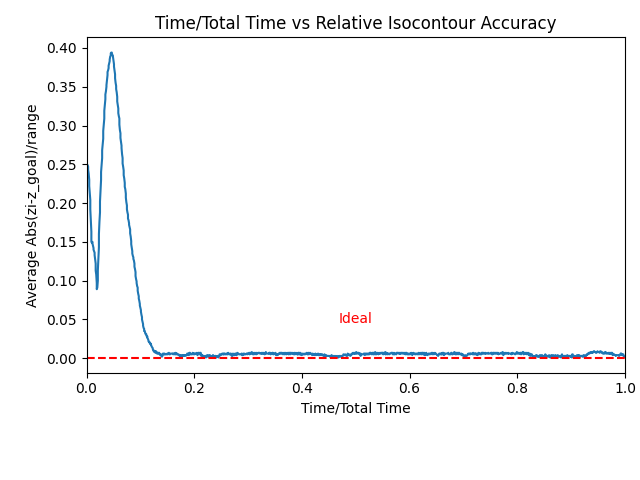 Time/Total Time vs Relative Isocontour Accuracy
Average Abs(zi-z_goal)/range
0.40
0.35
0.30
0.25
0.20
0.15
0.10
0.05
0.00
Ideal
0.0 0.2 0.4 0.6 0.8 1.0
Time/Total Time